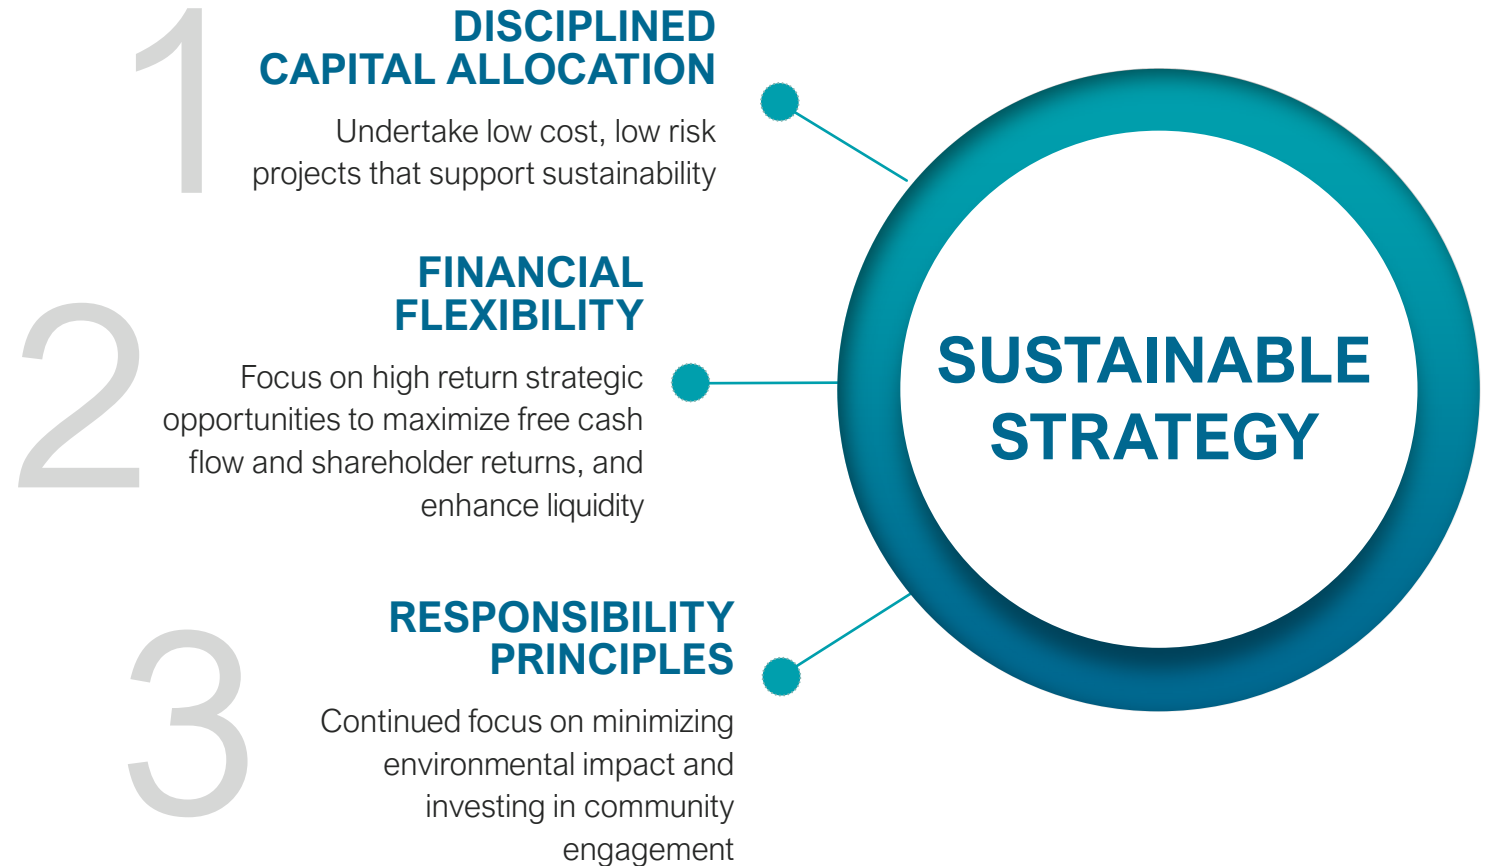 1
DISCIPLINED
CAPITAL ALLOCATION
Undertake low cost, low risk
projects that support sustainability
2
FINANCIAL
FLEXIBILITY
Focus on high return strategic
opportunities to maximize free cash
flow and shareholder returns, and
enhance liquidity
3
RESPONSIBILITY
PRINCIPLES
Continued focus on minimizing
environmental impact and
investing in community
engagement
SUSTAINABLE
STRATEGY